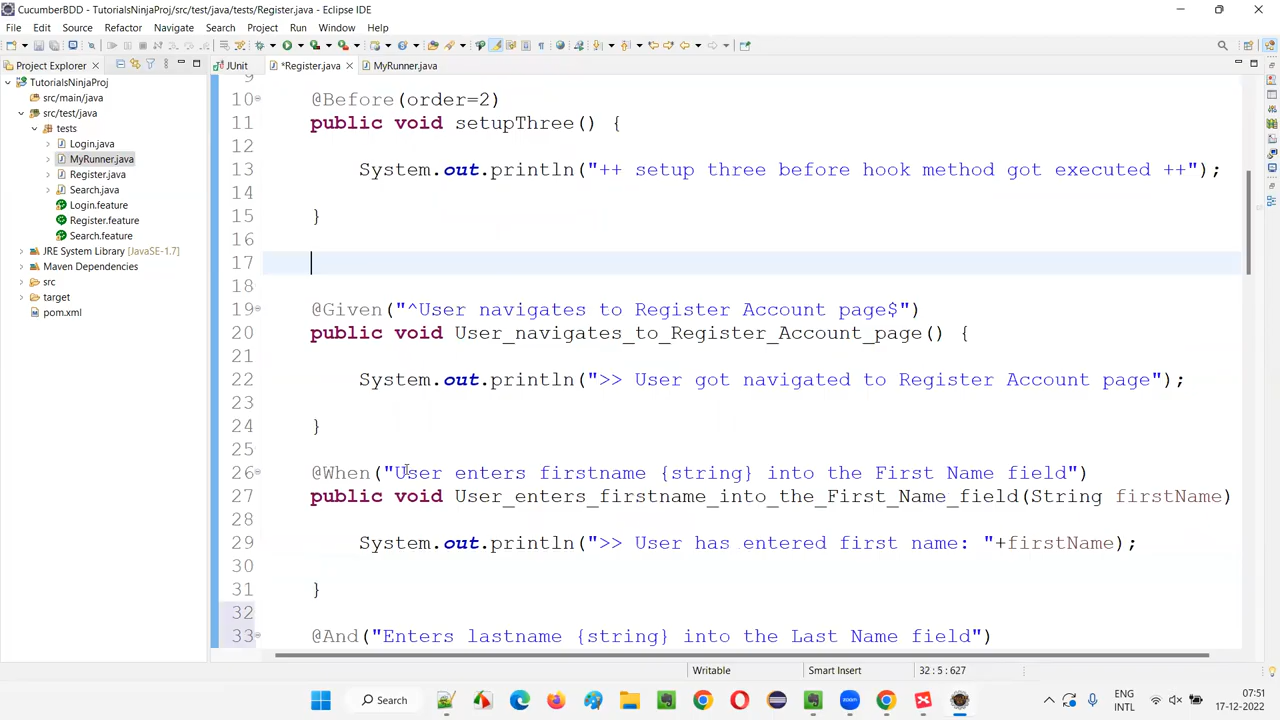 CucumberBDD - TutorialsNinjaProj/src/test/java/tests/Register.java - Eclipse IDE
File Edit Source Refactor Navigate Search Project Run Window Help
Project Explorer
JUnit
*Register.java
MyRunner.java
TutorialsNinjaProj
src/main/java
src/test/java
tests
Login.java
MyRunner.java
Register.java
Search.java
Login.feature
Register.feature
Search.feature
JRE System Library [JavaSE-1.7]
Maven Dependencies
src
target
pom.xml
9
10 @Before(order=2)
11 public void setupThree() {
12
13 System.out.println("++ setup three before hook method got executed ++");
14
15 }
16
17
18
19 @Given("^User navigates to Register Account page$")
20 public void User_navigates_to_Register_Account_page() {
21
22 System.out.println(">> User got navigated to Register Account page");
23
24 }
25
26 @When("User enters firstname {string} into the First Name field")
27 public void User_enters_firstname_into_the_First_Name_field(String firstName)
28
29 System.out.println(">> User has entered first name: "+firstName);
30
31 }
32
33 @And("Enters lastname {string} into the Last Name field")
Writable Smart Insert 32 : 5 : 627
Search
ENG
INTL
07:51
17-12-2022